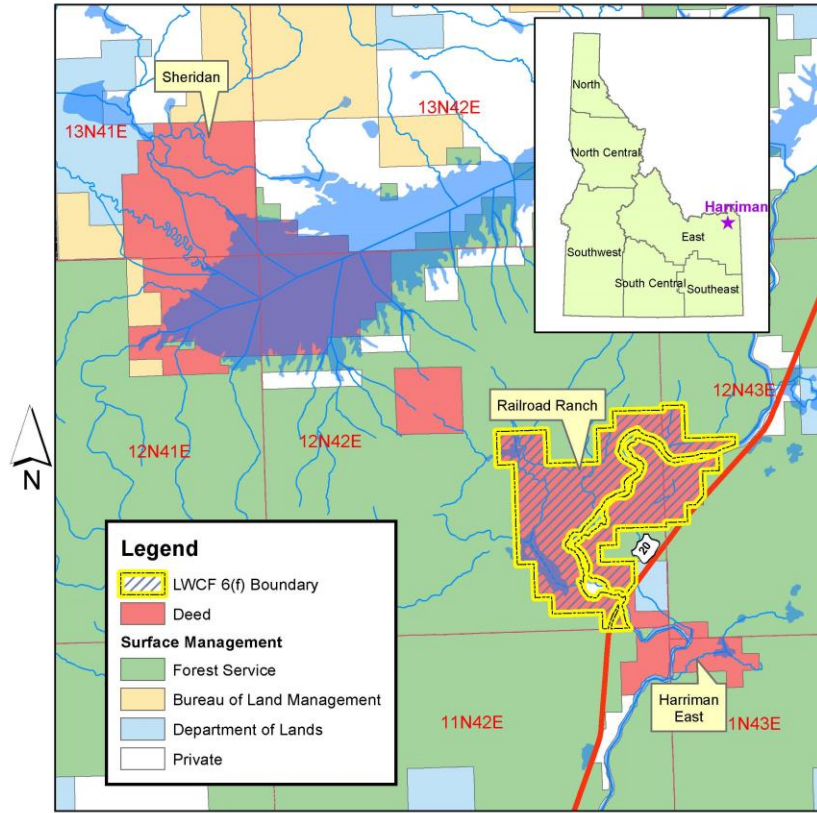 Sheridan
13N41E
13N42E
North
North Central
Harriman
East
Southwest
South Central
Southeast
12N43E
Railroad Ranch
12N41E
12N42E
N
20
Legend
LWCF 6(f) Boundary
Deed
Surface Management
Forest Service
Bureau of Land Management
Department of Lands
Private
Harriman
East
11N42E
1N43E